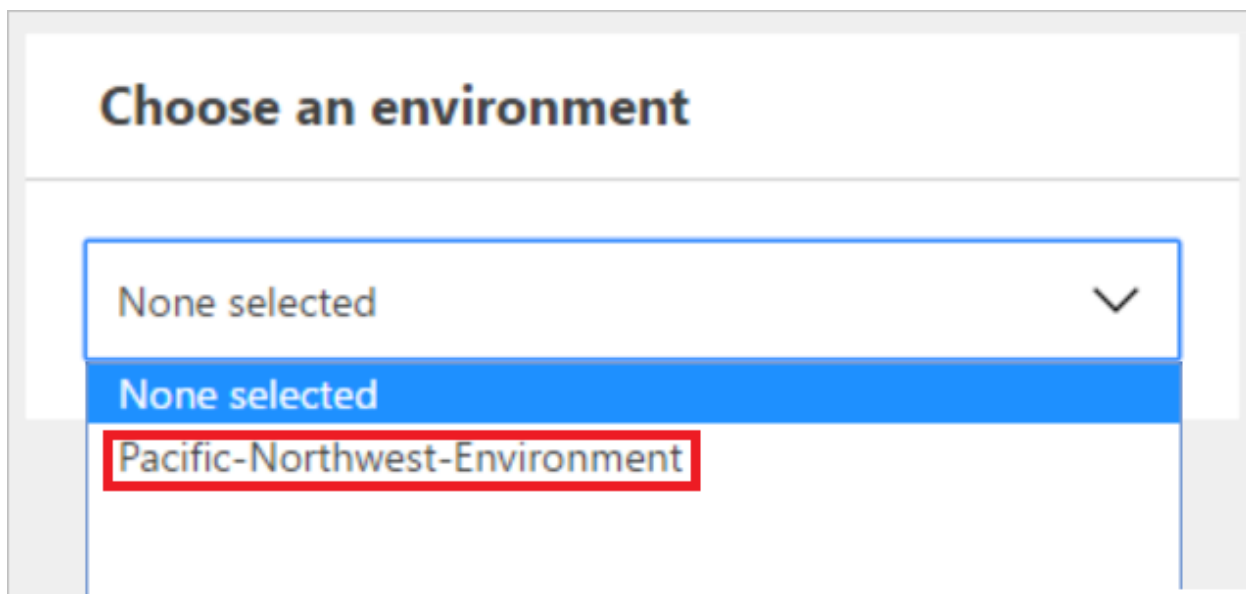 Choose an environment
None selected
None selected
Pacific-Northwest-Environment